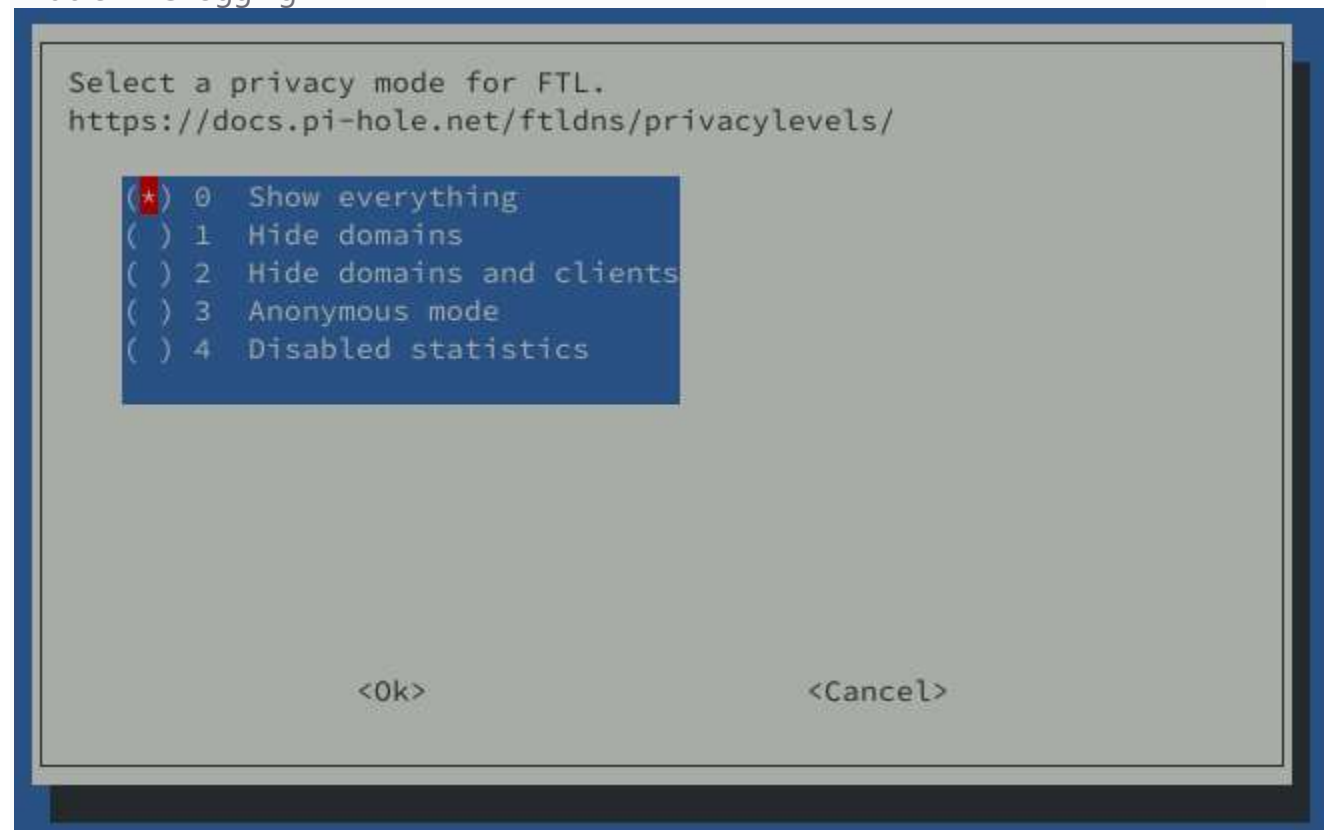 Select a privacy mode for FTL.
https://docs.pi-hole.net/ftldns/privacylevels/
(*) 0 Show everything
( ) 1 Hide domains
( ) 2 Hide domains and clients
( ) 3 Anonymous mode
( ) 4 Disabled statistics
<Ok> <Cancel>